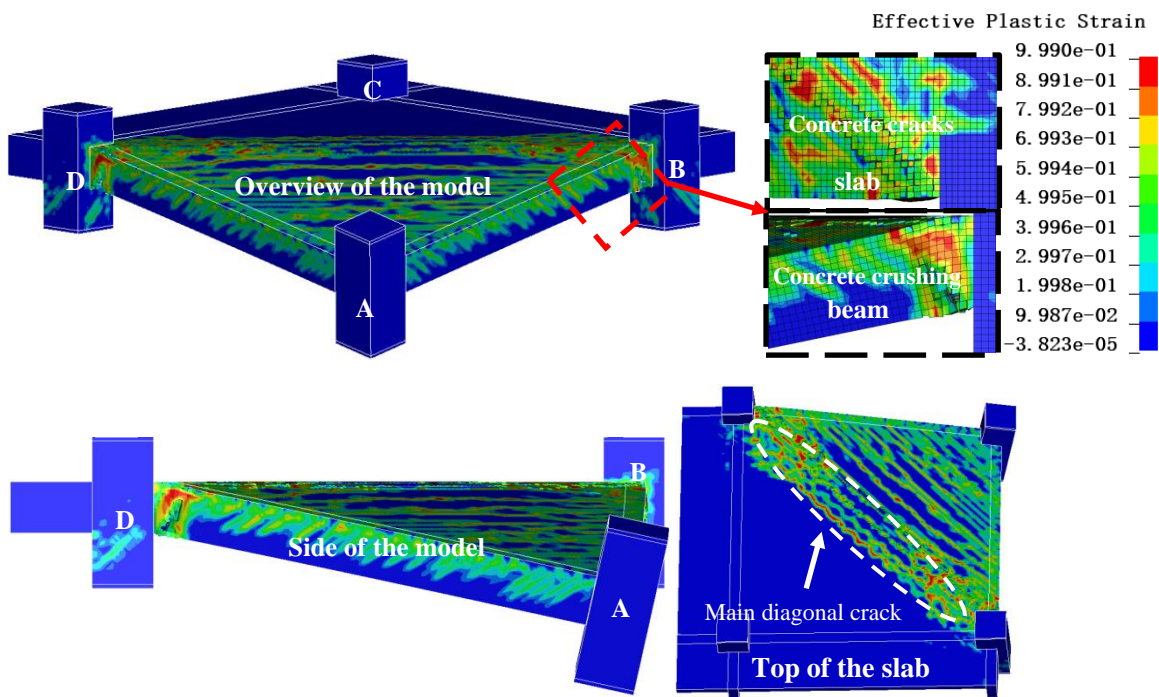 Effective Plastic Strain
9.990e-01
8.991e-01
7.992e-01
6.993e-01
5.994e-01
4.995e-01
3.996e-01
2.997e-01
1.998e-01
9.987e-02
-3.823e-05
C
D
B
Overview of the model
A
Concrete cracks
slab
Concrete crushing
beam
B
D
Side of the model
A
Main diagonal crack
Top of the slab